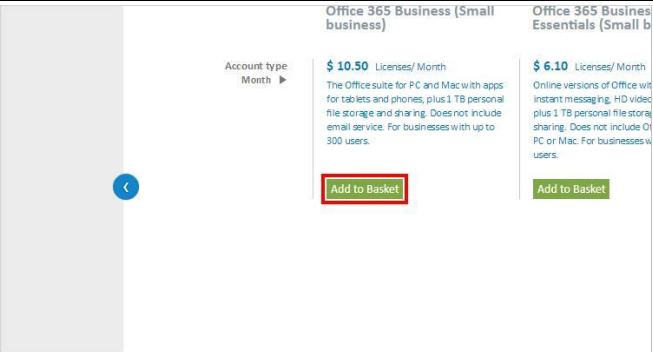 Office 365 Business (Small
business)
Account type
Month
$ 10.50 Licenses/ Month
The Office suite for PC and Mac with apps
for tablets and phones, plus 1 TB personal
file storage and sharing. Does not include
email service. For businesses with up to
300 users.
Add to Basket
Office 365 Busines
Essentials (Small b
$ 6.10 Licenses/ Month
Online versions of Office wit
instant messaging, HD videc
plus 1 TB personal file storag
sharing. Does not include Of
PC or Mac. For businesses w
users.
Add to Basket